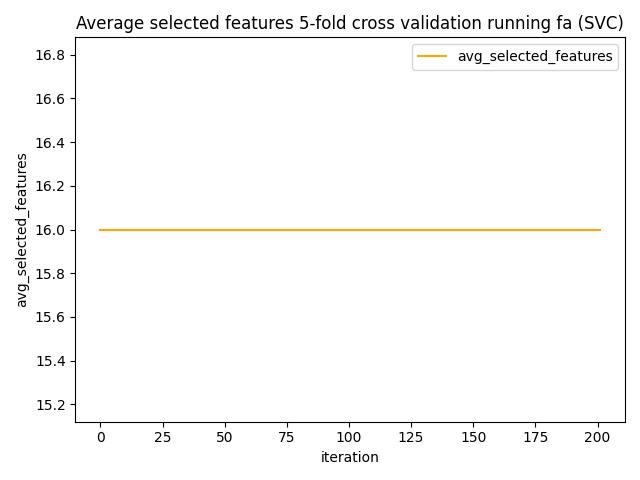 Average selected features 5-fold cross validation running fa (SVC)
avg_selected_features
16.8
16.6
16.4
16.2
16.0
15.8
15.6
15.4
15.2
avg_selected_features
0 25 50 75 100 125 150 175 200
iteration